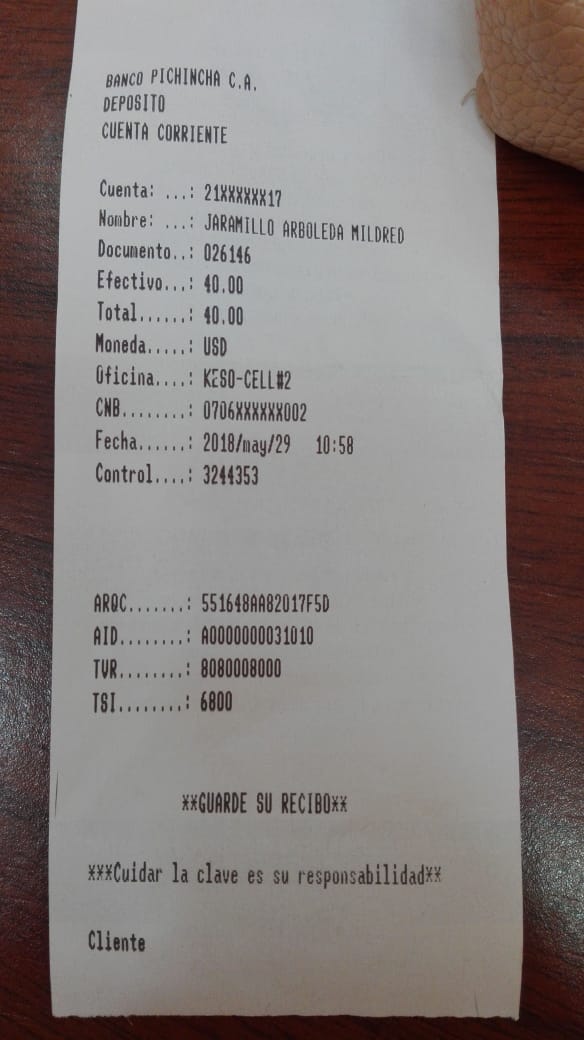 BANCO PICHINCHA C.A.
DEPOSITO
CUENTA CORRIENTE
Cuenta: ...: 21XXXXXX17
Nombre: ...: JARAMILLO ARBOLEDA MILDRED
Documento..: 026146
Efectivo...: 40.00
Total......: 40.00
Moneda.....: USD
Oficina....: KESO-CELL#2
CNB........: 0706XXXXXX002
Fecha......: 2018/may/29 10:58
Control....: 3244353
ARQC.......: 551648AA82017F5D
AID........: A0000000031010
TVR........: 8080008000
TSI........: 6800
**GUARDE SU RECIBO**
***Cuidar la clave es su responsabilidad**
Cliente